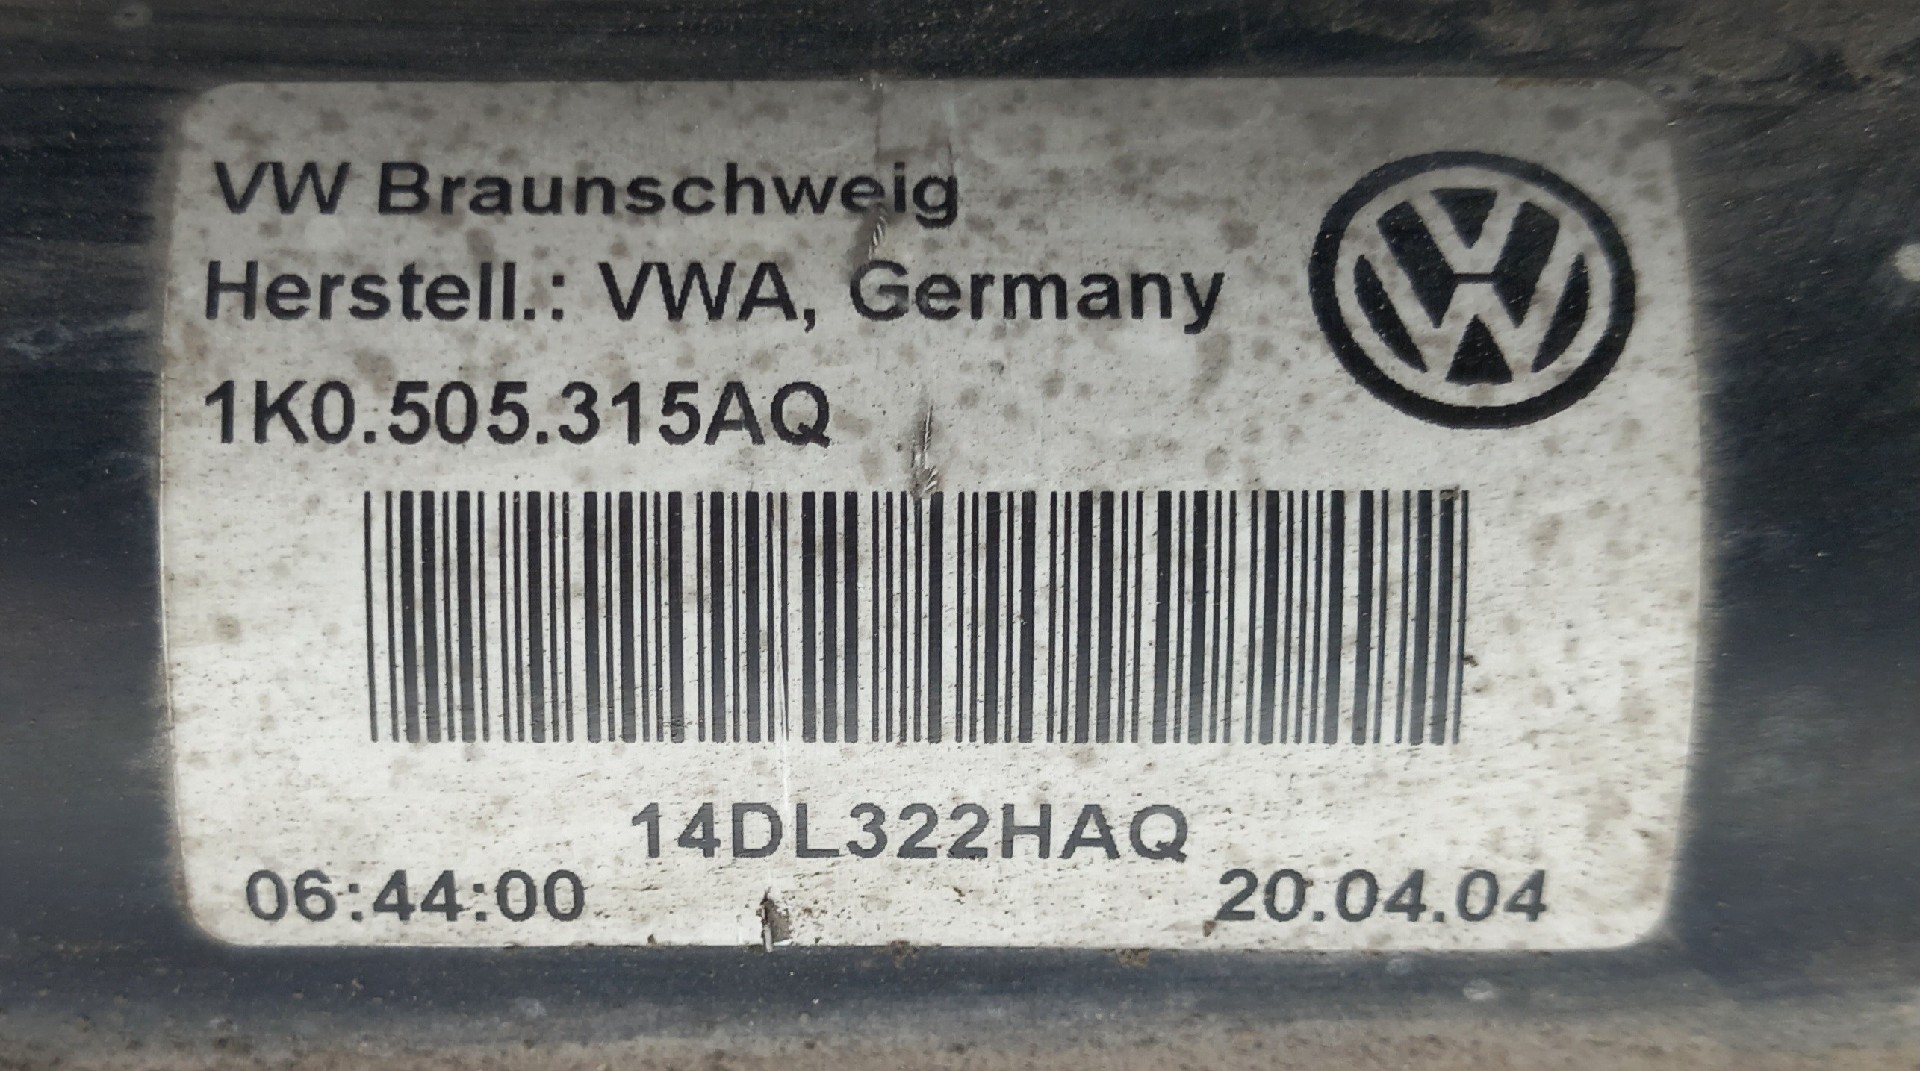 VW Braunschweig
Herstell.: VWA, Germany
1K0.505.315AQ
14DL322HAQ
06:44:00 20.04.04